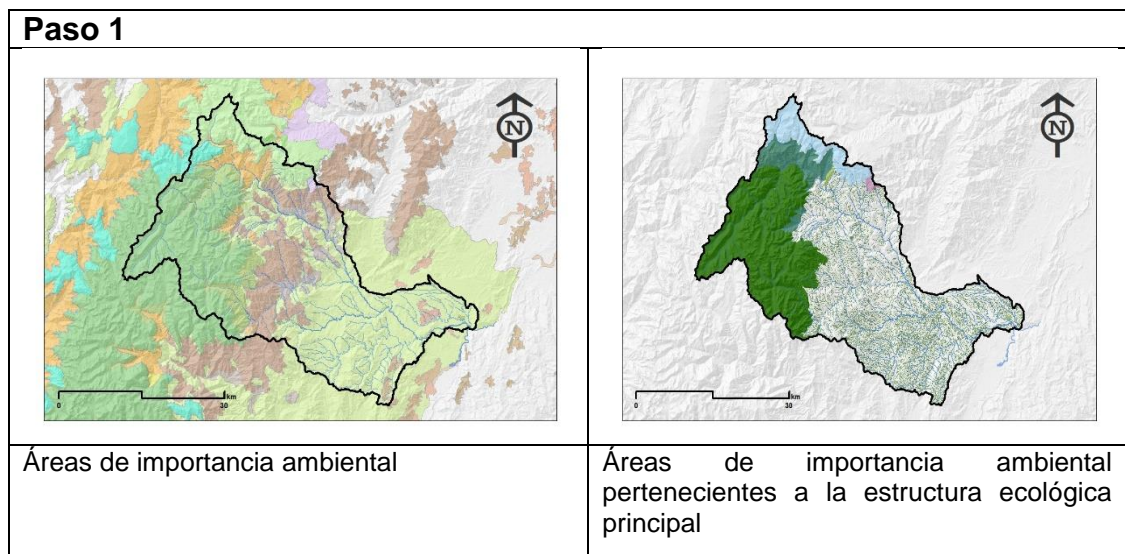 Paso 1
N
km
0
30
N
km
0
30
Áreas de importancia ambiental
Áreas de importancia ambiental
pertenecientes a la estructura ecológica
principal